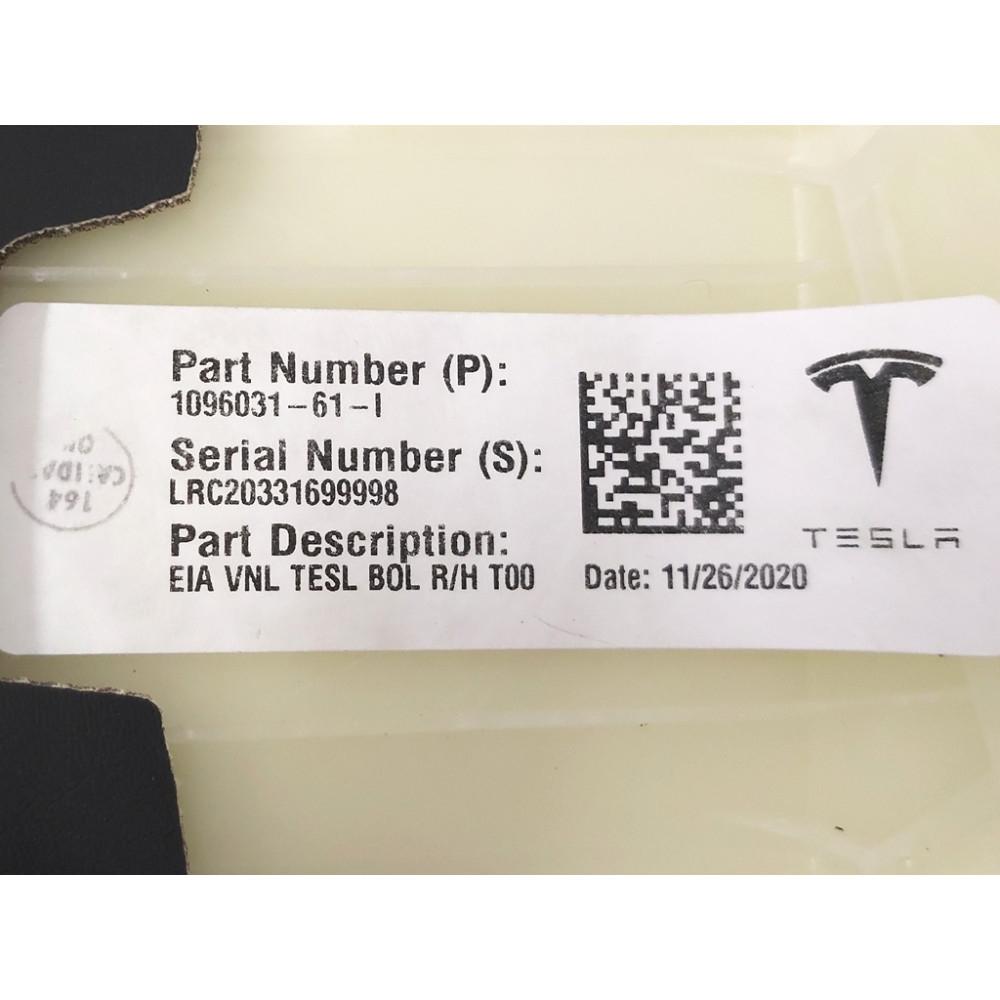 Part Number (P):
1096031-61-I
Serial Number (S):
LRC20331699998
Part Description:
EIA VNL TESL BOL R/H T00
Date: 11/26/2020
TESLA
164